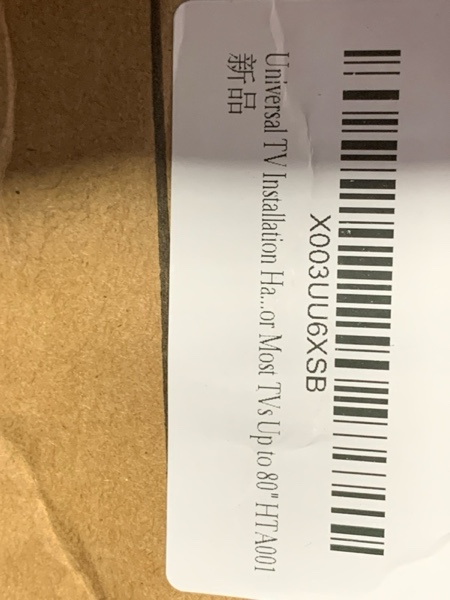 X003UU6XSB
Universal TV Installation Ha...or Most TVs Up to 80" HTA001
新品